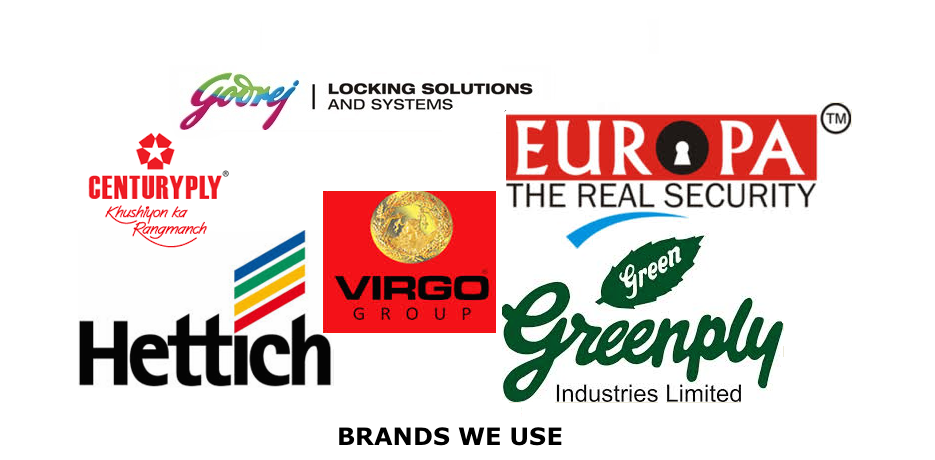 Godrej | LOCKING SOLUTIONS
AND SYSTEMS
EUROPA TM
THE REAL SECURITY
CENTURYPLY®
Khushiyon ka
Rangmanch
VIRGO®
GROUP
Hettich
Green
Greenply
Industries Limited
BRANDS WE USE